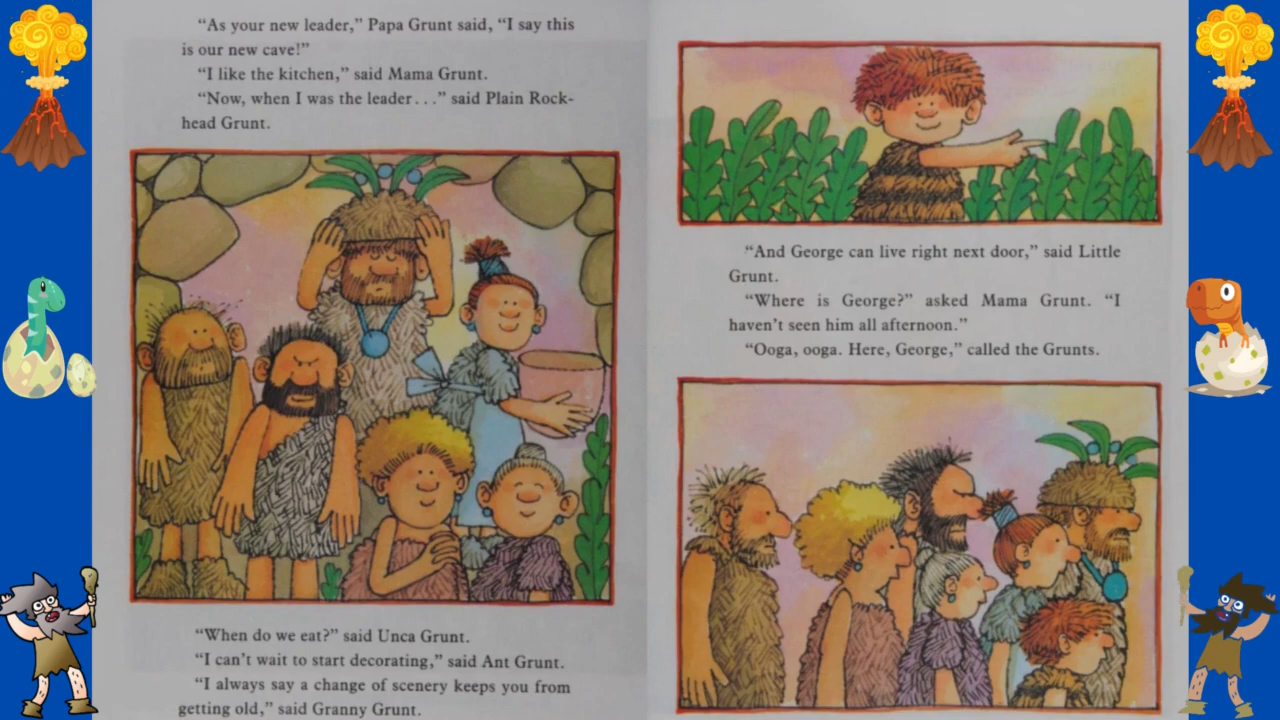 “As your new leader,” Papa Grunt said, “I say this
is our new cave!”
“I like the kitchen,” said Mama Grunt.
“Now, when I was the leader . . .” said Plain Rock-
head Grunt.
“When do we eat?” said Unca Grunt.
“I can’t wait to start decorating,” said Ant Grunt.
“I always say a change of scenery keeps you from
getting old,” said Granny Grunt.
“And George can live right next door,” said Little
Grunt.
“Where is George?” asked Mama Grunt. “I
haven’t seen him all afternoon.”
“Ooga, ooga. Here, George,” called the Grunts.